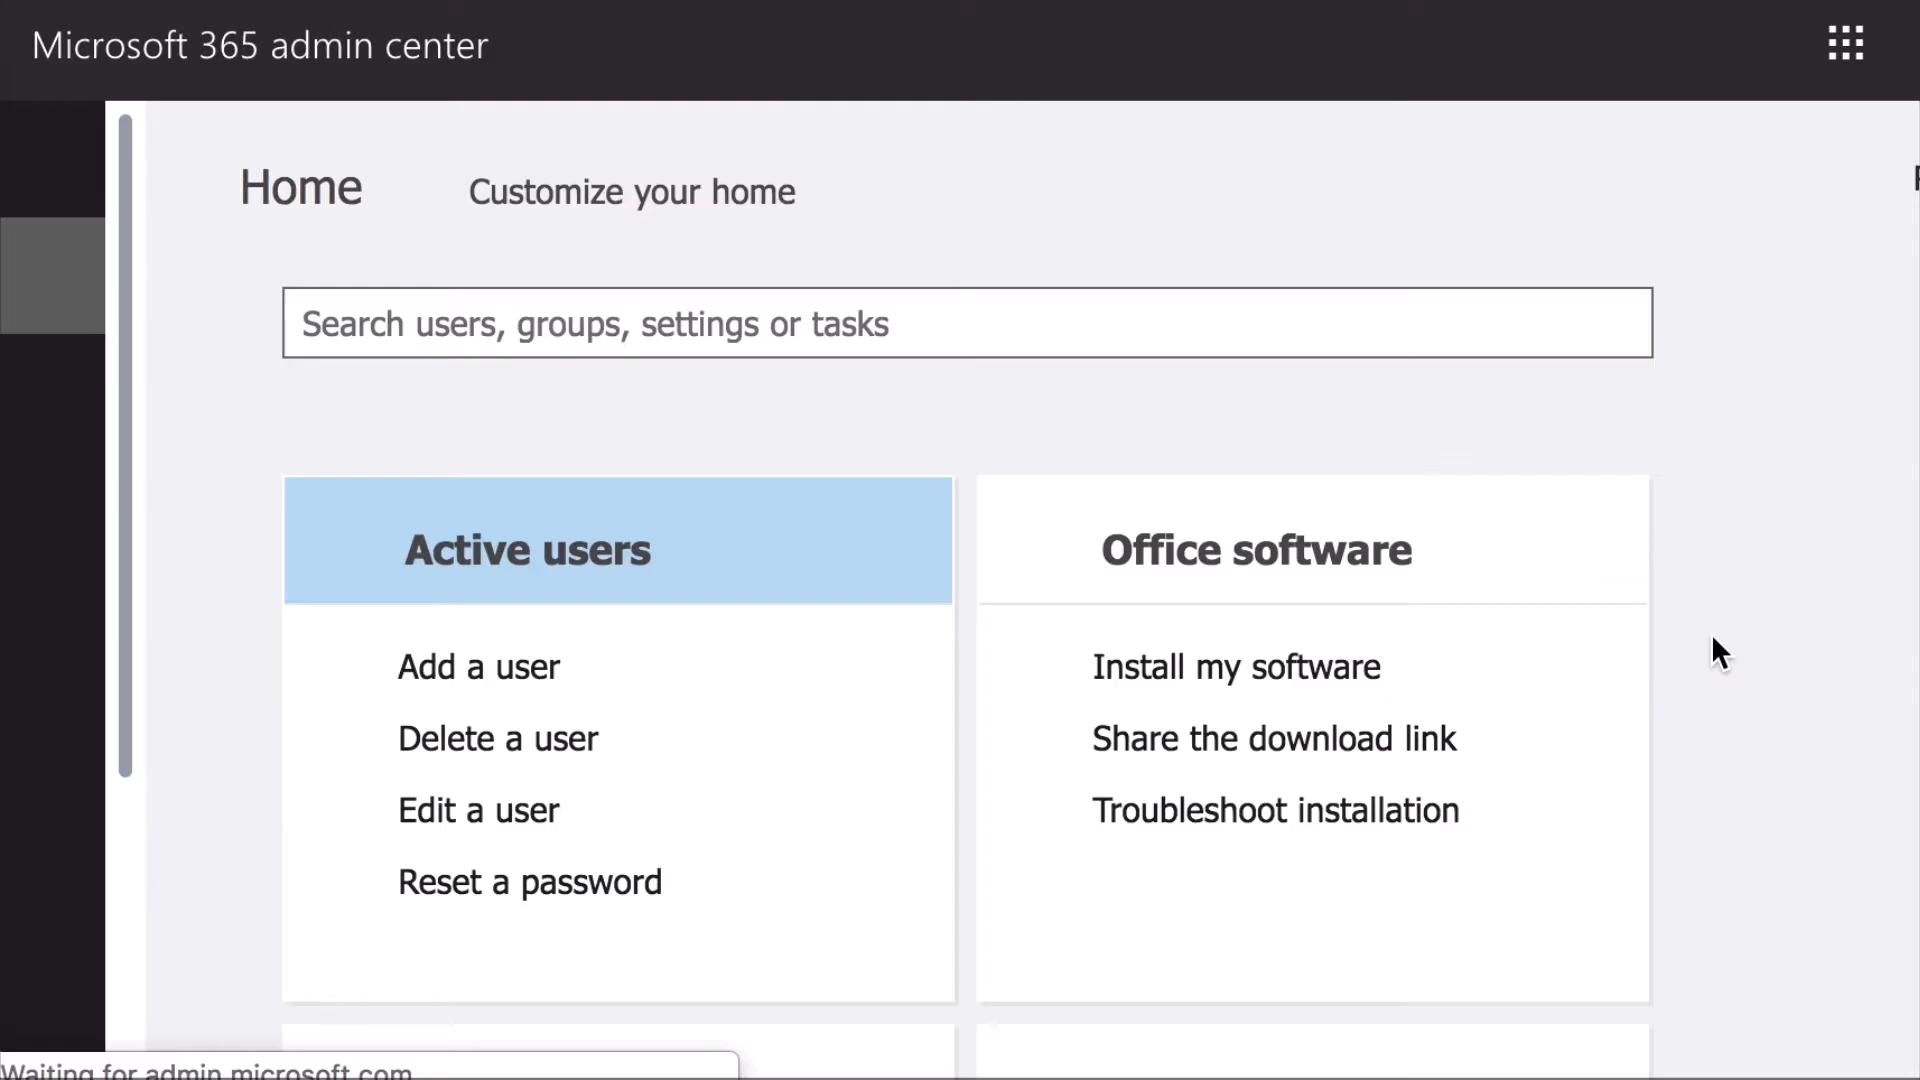 Microsoft 365 admin center
Home
Customize your home
Search users, groups, settings or tasks
Active users
Add a user
Delete a user
Edit a user
Reset a password
Office software
Install my software
Share the download link
Troubleshoot installation
Waiting for admin.microsoft.com